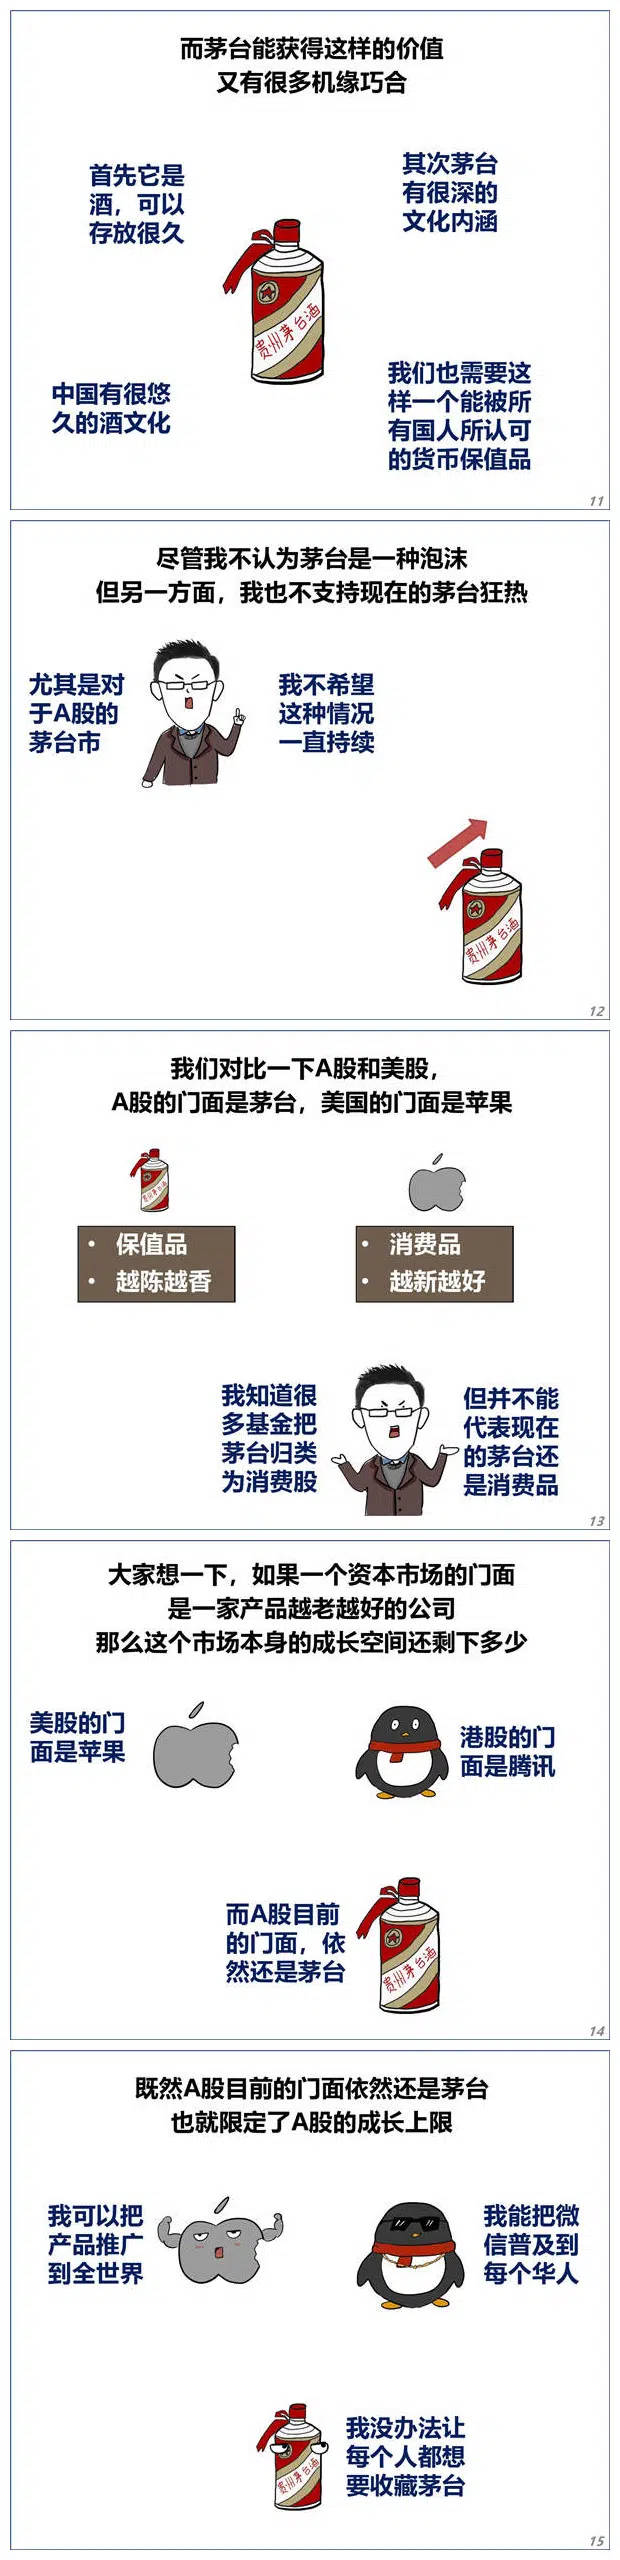 而茅台能获得这样的价值
又有很多机缘巧合
首先它是
酒，可以
存放很久
其次茅台
有很深的
文化内涵
贵州茅台酒
中国有很悠
久的酒文化
我们也需要这
样一个能被所
有国人所认可
的货币保值品
11
尽管我不认为茅台是一种泡沫
但另一方面，我也不支持现在的茅台狂热
尤其是对
于A股的
茅台市
我不希望
这种情况
一直持续
贵州茅台酒
12
我们对比一下A股和美股，
A股的门面是茅台，美国的门面是苹果
贵州茅台酒
• 保值品
• 越陈越香
• 消费品
• 越新越好
我知道很
多基金把
茅台归类
为消费股
但并不能
代表现在
的茅台还
是消费品
13
大家想一下，如果一个资本市场的门面
是一家产品越老越好的公司
那么这个市场本身的成长空间还剩下多少
美股的门
面是苹果
港股的门
面是腾讯
而A股目前
的门面，依
然还是茅台
贵州茅台酒
14
既然A股目前的门面依然还是茅台
也就限定了A股的成长上限
我可以把
产品推广
到全世界
我能把微
信普及到
每个华人
贵州茅台酒
我没办法让
每个人都想
要收藏茅台
15